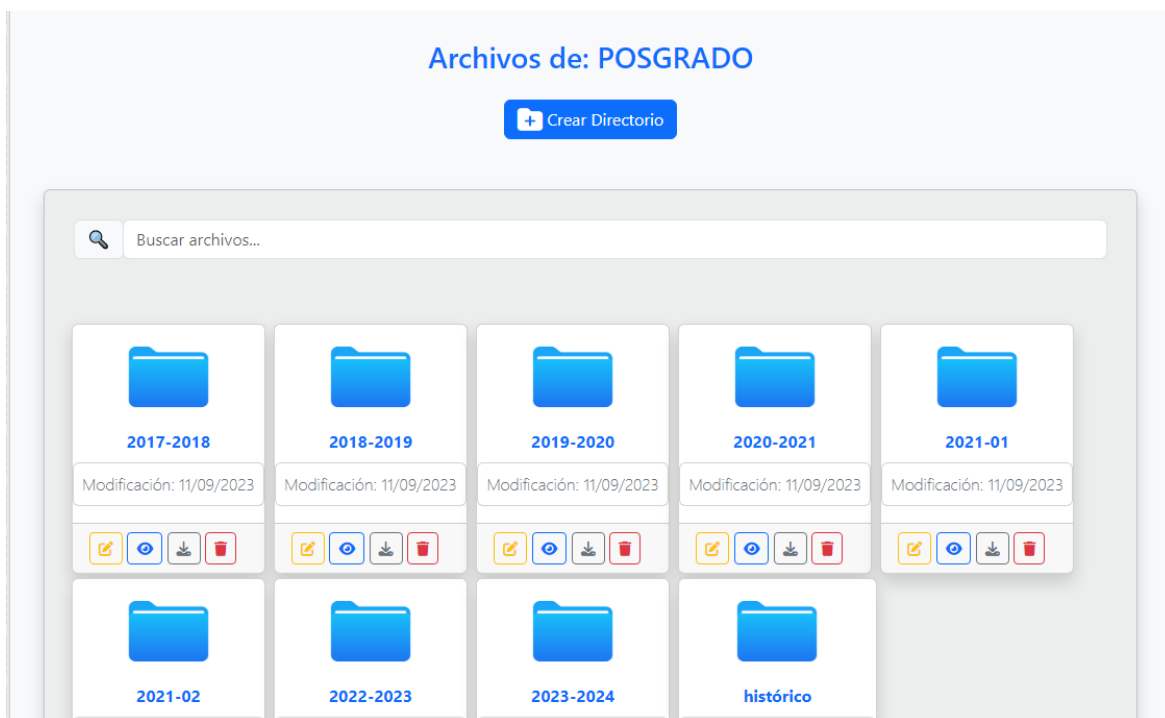 Archivos de: POSGRADO
Crear Directorio
Buscar archivos...
2017-2018 2018-2019 2019-2020 2020-2021 2021-01
Modificación: 11/09/2023 Modificación: 11/09/2023 Modificación: 11/09/2023 Modificación: 11/09/2023 Modificación: 11/09/2023
2021-02 2022-2023 2023-2024 histórico